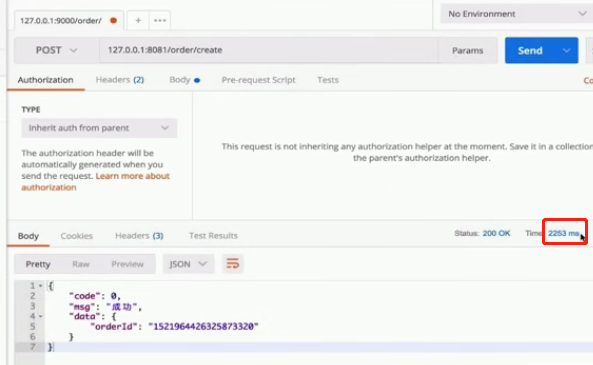 127.0.0.1:9000/order/
+
•••
No Environment
POST
127.0.0.1:8081/order/create
Params
Send
Authorization
Headers (2)
Body
Pre-request Script
Tests
Co
TYPE
Inherit auth from parent
The authorization header will be
automatically generated when you
send the request. Learn more about
authorization
This request is not inheriting any authorization helper at the moment. Save it in a collection
the parent's authorization helper.
Body
Cookies
Headers (3)
Test Results
Status: 200 OK
Time: 2253 ms
Pretty
Raw
Preview
JSON
1 {
2 "code": 0,
3 "msg": "成功",
4 "data": {
5 "orderId": "1521964426325873320"
6 }
7 }